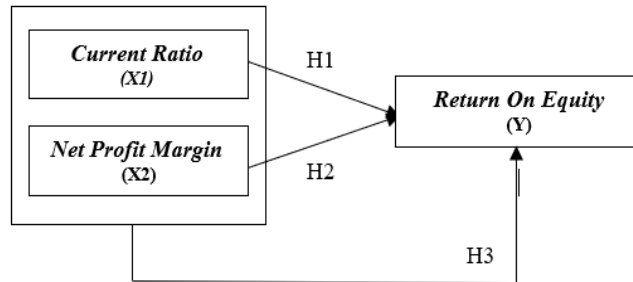 Current Ratio
(X1)
H1
Return On Equity
(Y)
Net Profit Margin
(X2)
H2
H3